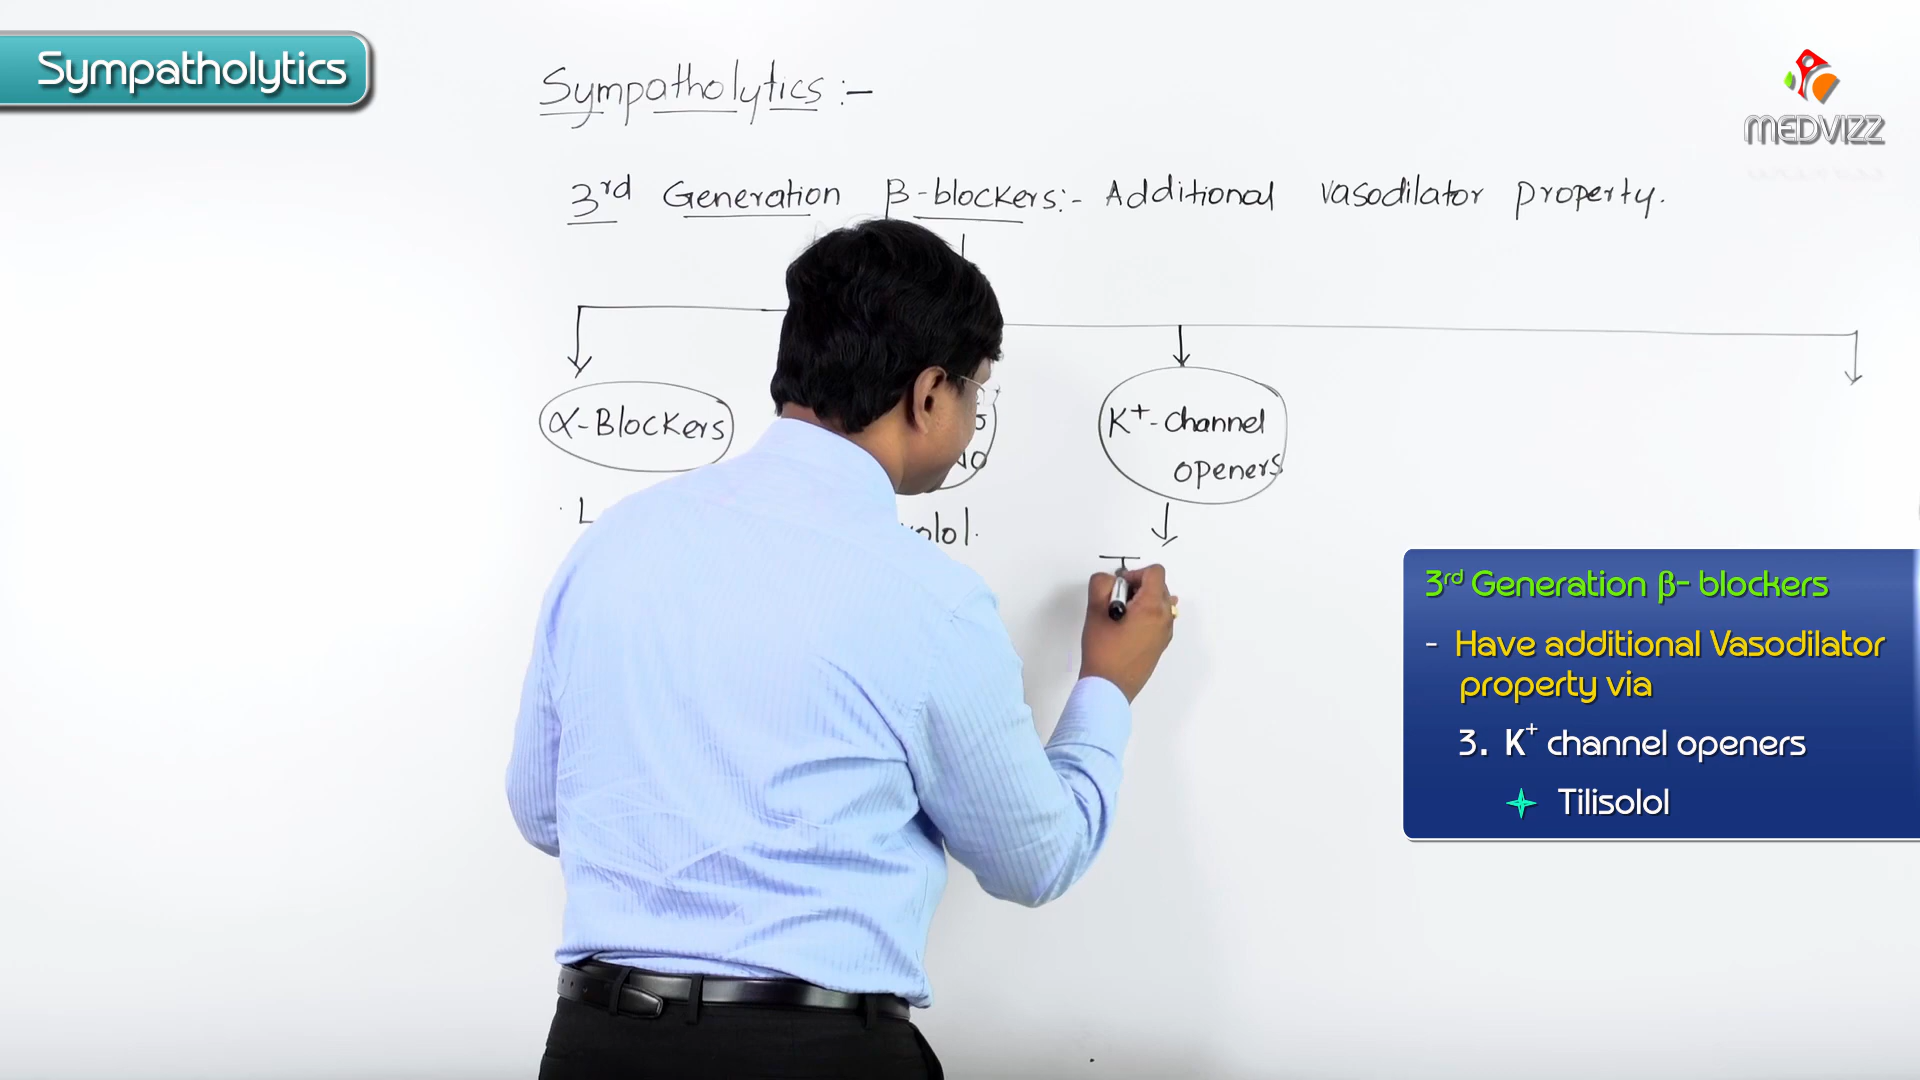 Sympatholytics
Sympatholytics :-
MEDVIZZ
3rd Generation β-blockers:- Additional vasodilator property.
α-Blockers
K+-channel
openers
3rd Generation β- blockers
- Have additional Vasodilator
property via
3. K+ channel openers
Tilisolol